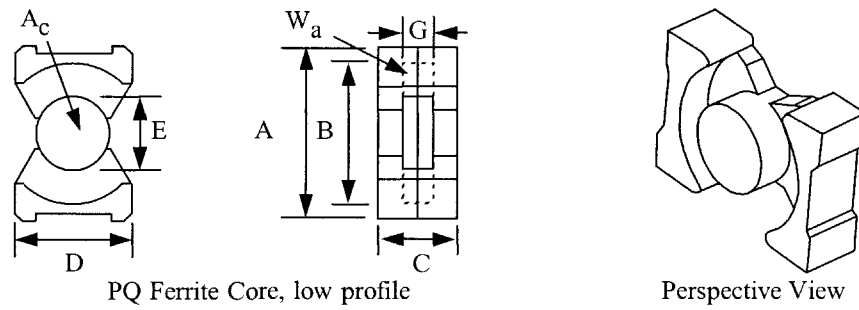 A_c
E
D
W_a
G
A
B
C
PQ Ferrite Core, low profile
Perspective View